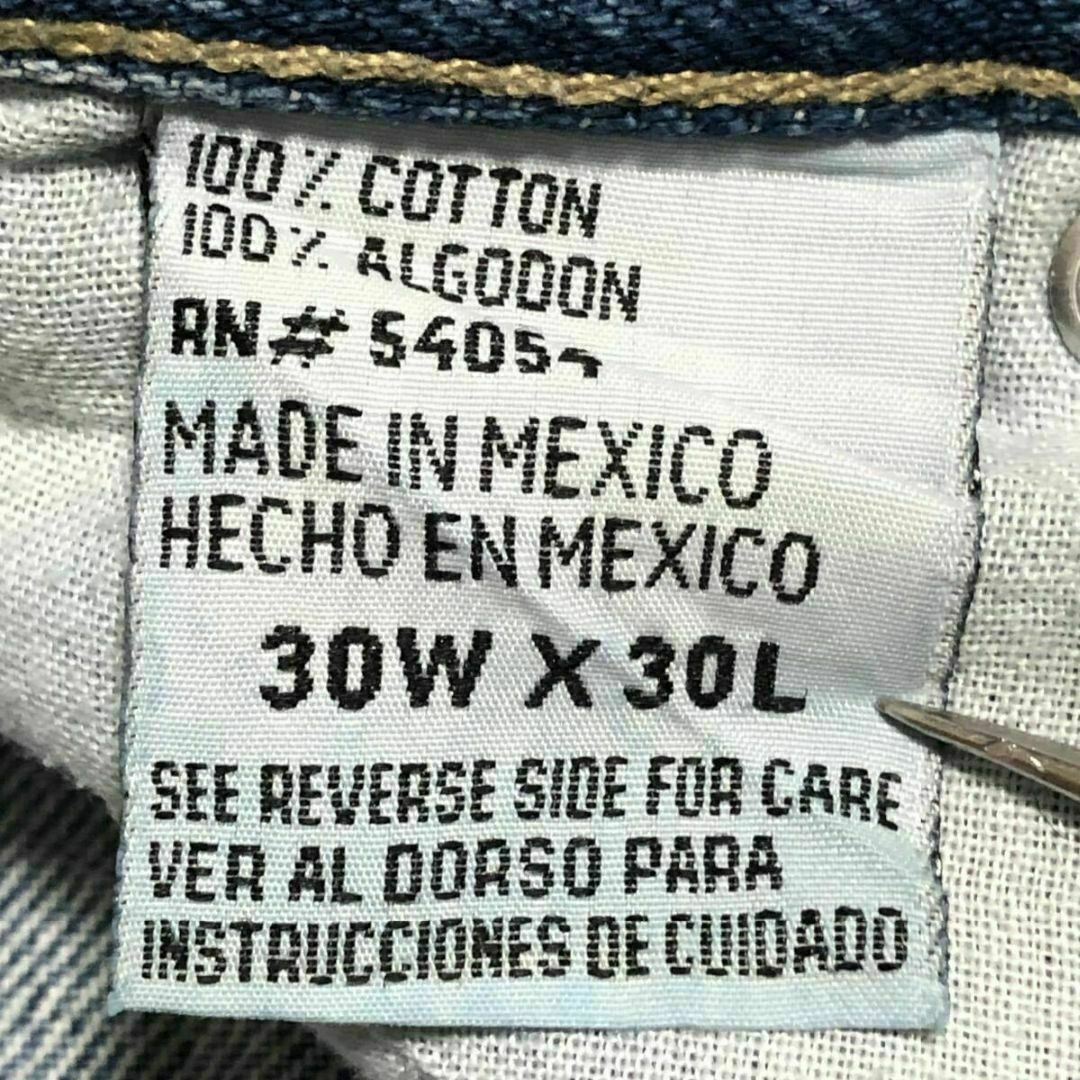 100% COTTON
100% ALGODON
RN# 54054
MADE IN MEXICO
HECHO EN MEXICO
30W X 30L
SEE REVERSE SIDE FOR CARE
VER AL DORSO PARA
INSTRUCCIONES DE CUIDADO